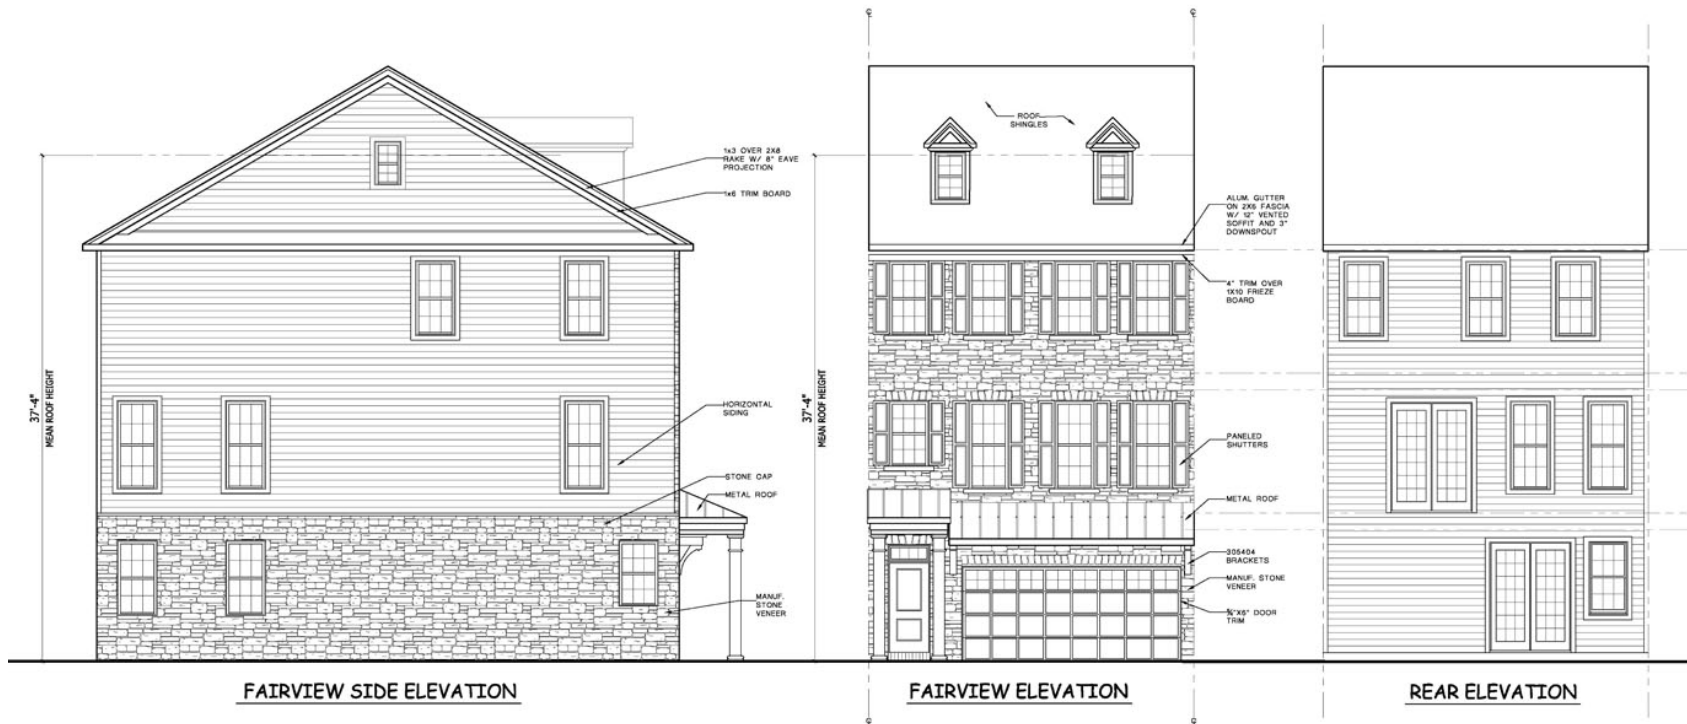 1x3 OVER 2X8
RAKE W/ 8" EAVE
PROJECTION
1x6 TRIM BOARD
37'-4"
MEAN ROOF HEIGHT
HORIZONTAL
SIDING
STONE CAP
METAL ROOF
MANUF.
STONE
VENEER
FAIRVIEW SIDE ELEVATION
ROOF
SHINGLES
37'-4"
MEAN ROOF HEIGHT
ALUM. GUTTER
ON 2X6 FASCIA
W/ 12" VENTED
SOFFIT AND 3"
DOWNSPOUT
4" TRIM OVER
1X10 FRIEZE
BOARD
PANELED
SHUTTERS
METAL ROOF
305404
BRACKETS
MANUF. STONE
VENEER
X6" DOOR
TRIM
FAIRVIEW ELEVATION
REAR ELEVATION